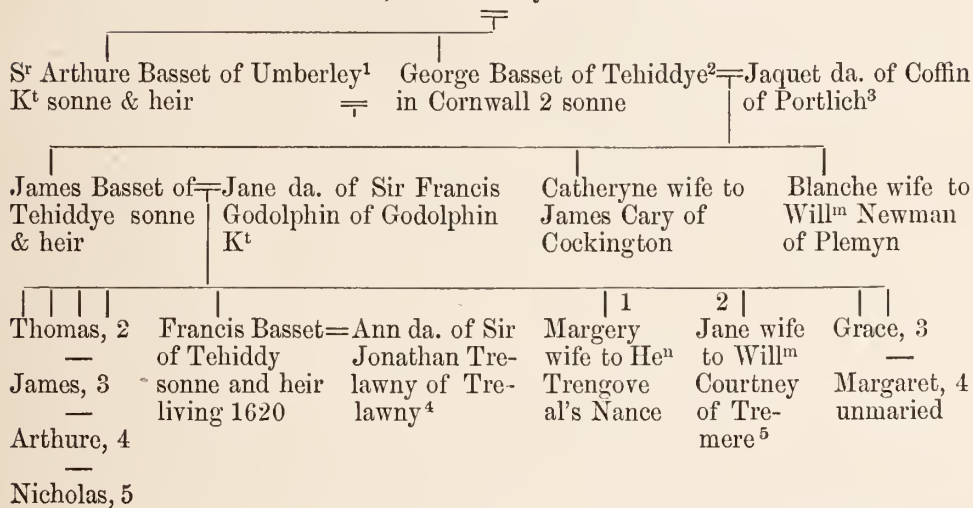 Sʳ Arthure Basset of Umberley¹
Kᵗ sonne & heir
George Basset of Tehiddye²
in Cornwall 2 sonne
Jaquet da. of Coffin
of Portlich³
James Basset of
Tehiddye sonne
& heir
Jane da. of Sir Francis
Godolphin of Godolphin
Kᵗ
Catheryne wife to
James Cary of
Cockington
Blanche wife to
Willᵐ Newman
of Plemyn
1
2
Thomas, 2
—
James, 3
—
Arthure, 4
—
Nicholas, 5
Francis Basset
of Tehiddy
sonne and heir
living 1620
Ann da. of Sir
Jonathan Tre-
lawny of Tre-
lawny⁴
Margery
wife to Heⁿ
Trengove
al's Nance
Jane wife
to Willᵐ
Courtney
of Tre-
mere⁵
Grace, 3
—
Margaret, 4
unmaried